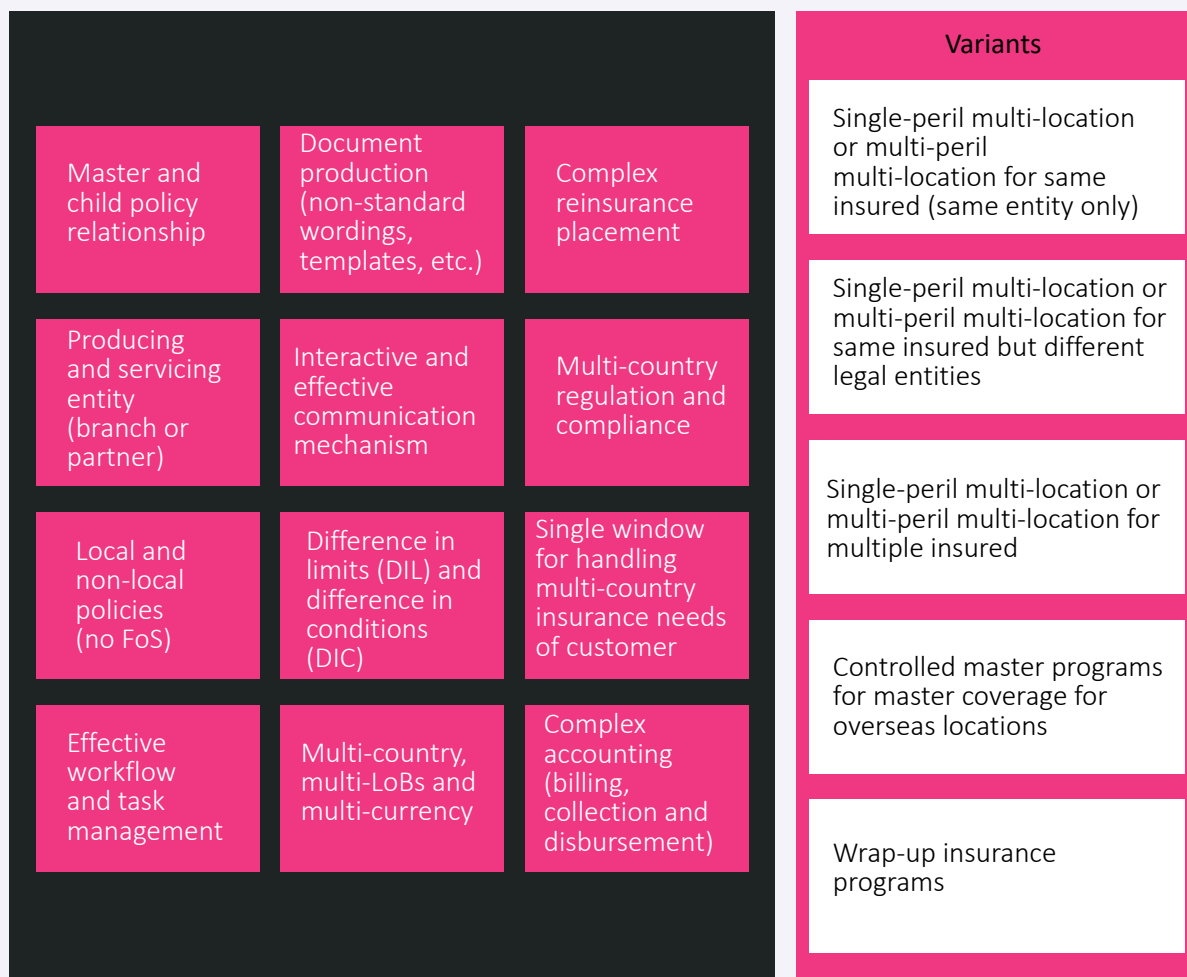 Master and
child policy
relationship
Document
production
(non-standard
wordings,
templates, etc.)
Complex
reinsurance
placement
Producing
and servicing
entity
(branch or
partner)
Interactive and
effective
communication
mechanism
Multi-country
regulation and
compliance
Local and
non-local
policies
(no FoS)
Difference in
limits (DIL) and
difference in
conditions
(DIC)
Single window
for handling
multi-country
insurance needs
of customer
Effective
workflow
and task
management
Multi-country,
multi-LoBs and
multi-currency
Complex
accounting
(billing,
collection and
disbursement)
Variants
Single-peril multi-location
or multi-peril
multi-location for same
insured (same entity only)
Single-peril multi-location or
multi-peril multi-location for
same insured but different
legal entities
Single-peril multi-location or
multi-peril multi-location for
multiple insured
Controlled master programs
for master coverage for
overseas locations
Wrap-up insurance
programs